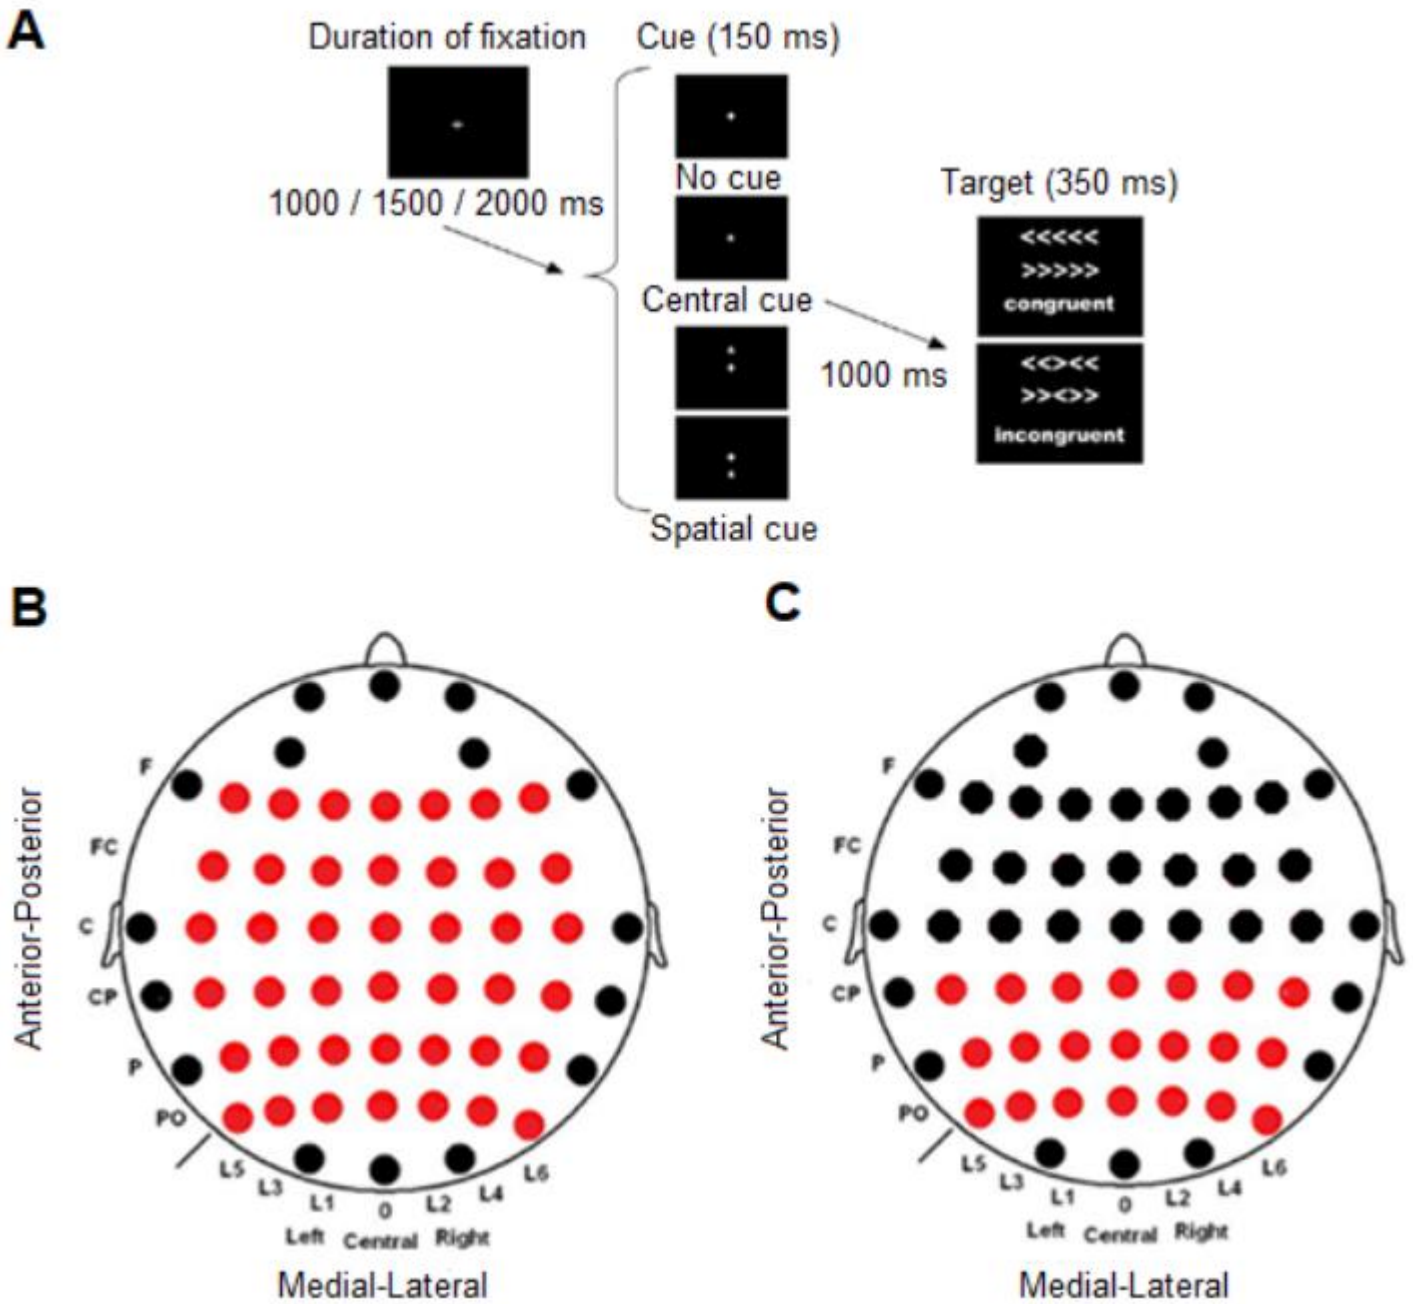 A
Duration of fixation
1000 / 1500 / 2000 ms
Cue (150 ms)
No cue
Central cue
Spatial cue
1000 ms
Target (350 ms)
<<<<<
>>>>>
congruent
<<><<
>><>>
incongruent
B
Anterior-Posterior
F
FC
C
CP
P
PO
L5
L3
L1
0
L2
L4
L6
Left Central Right
Medial-Lateral
C
Anterior-Posterior
F
FC
C
CP
P
PO
L5
L3
L1
0
L2
L4
L6
Left Central Right
Medial-Lateral